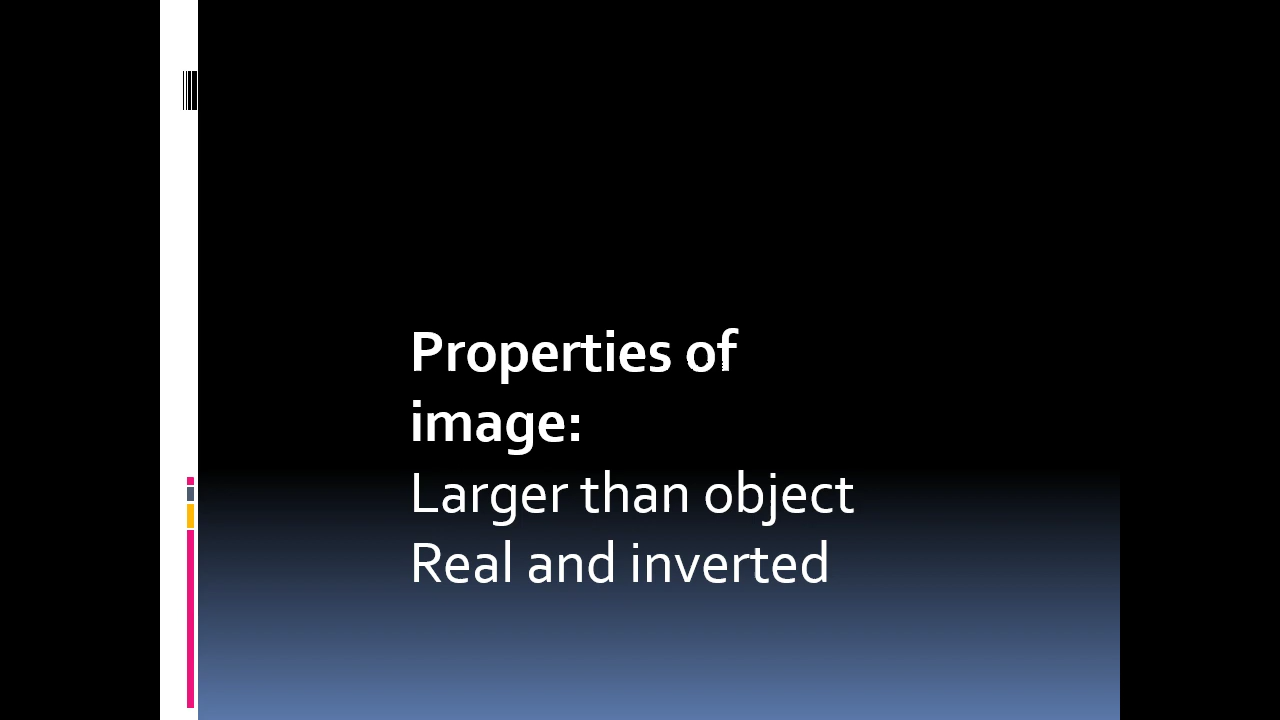 Properties of
image:
Larger than object
Real and inverted